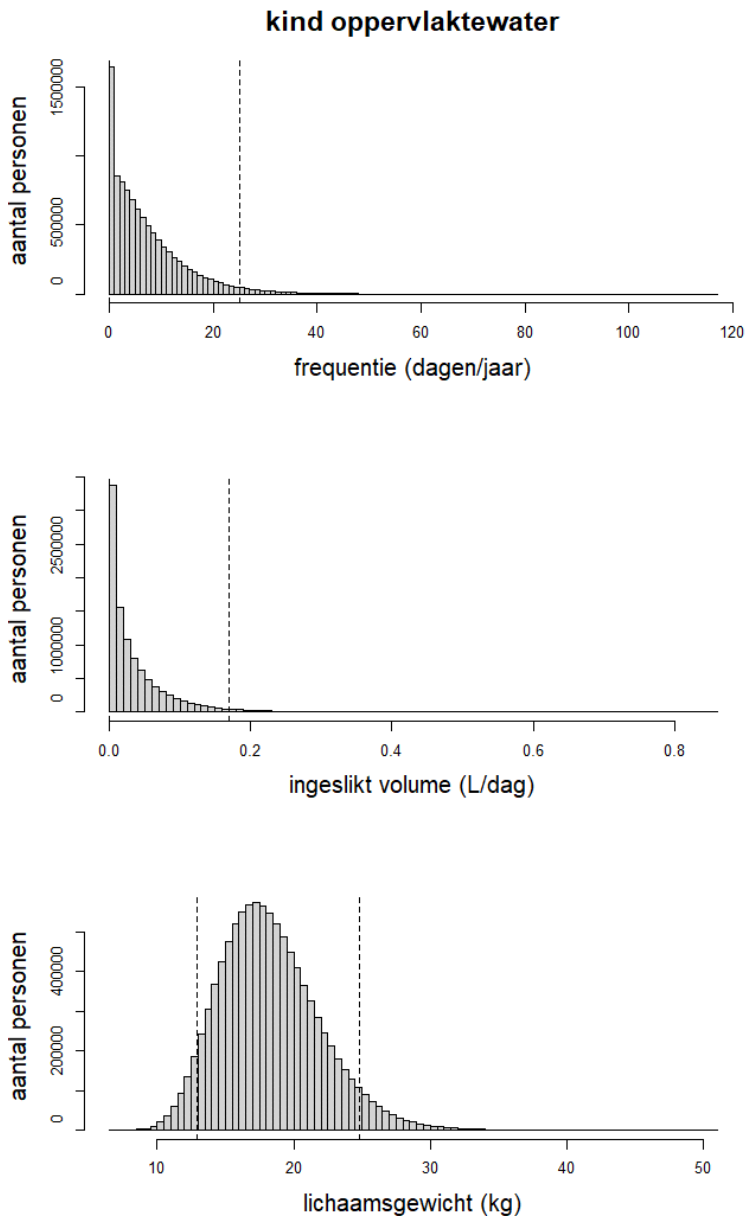 kind oppervlaktewater
aantal personen
0 500000 1500000
0 20 40 60 80 100 120
frequentie (dagen/jaar)
aantal personen
0 1000000 2500000
0.0 0.2 0.4 0.6 0.8
ingeslikt volume (L/dag)
aantal personen
0 200000 400000
10 20 30 40 50
lichaamsgewicht (kg)